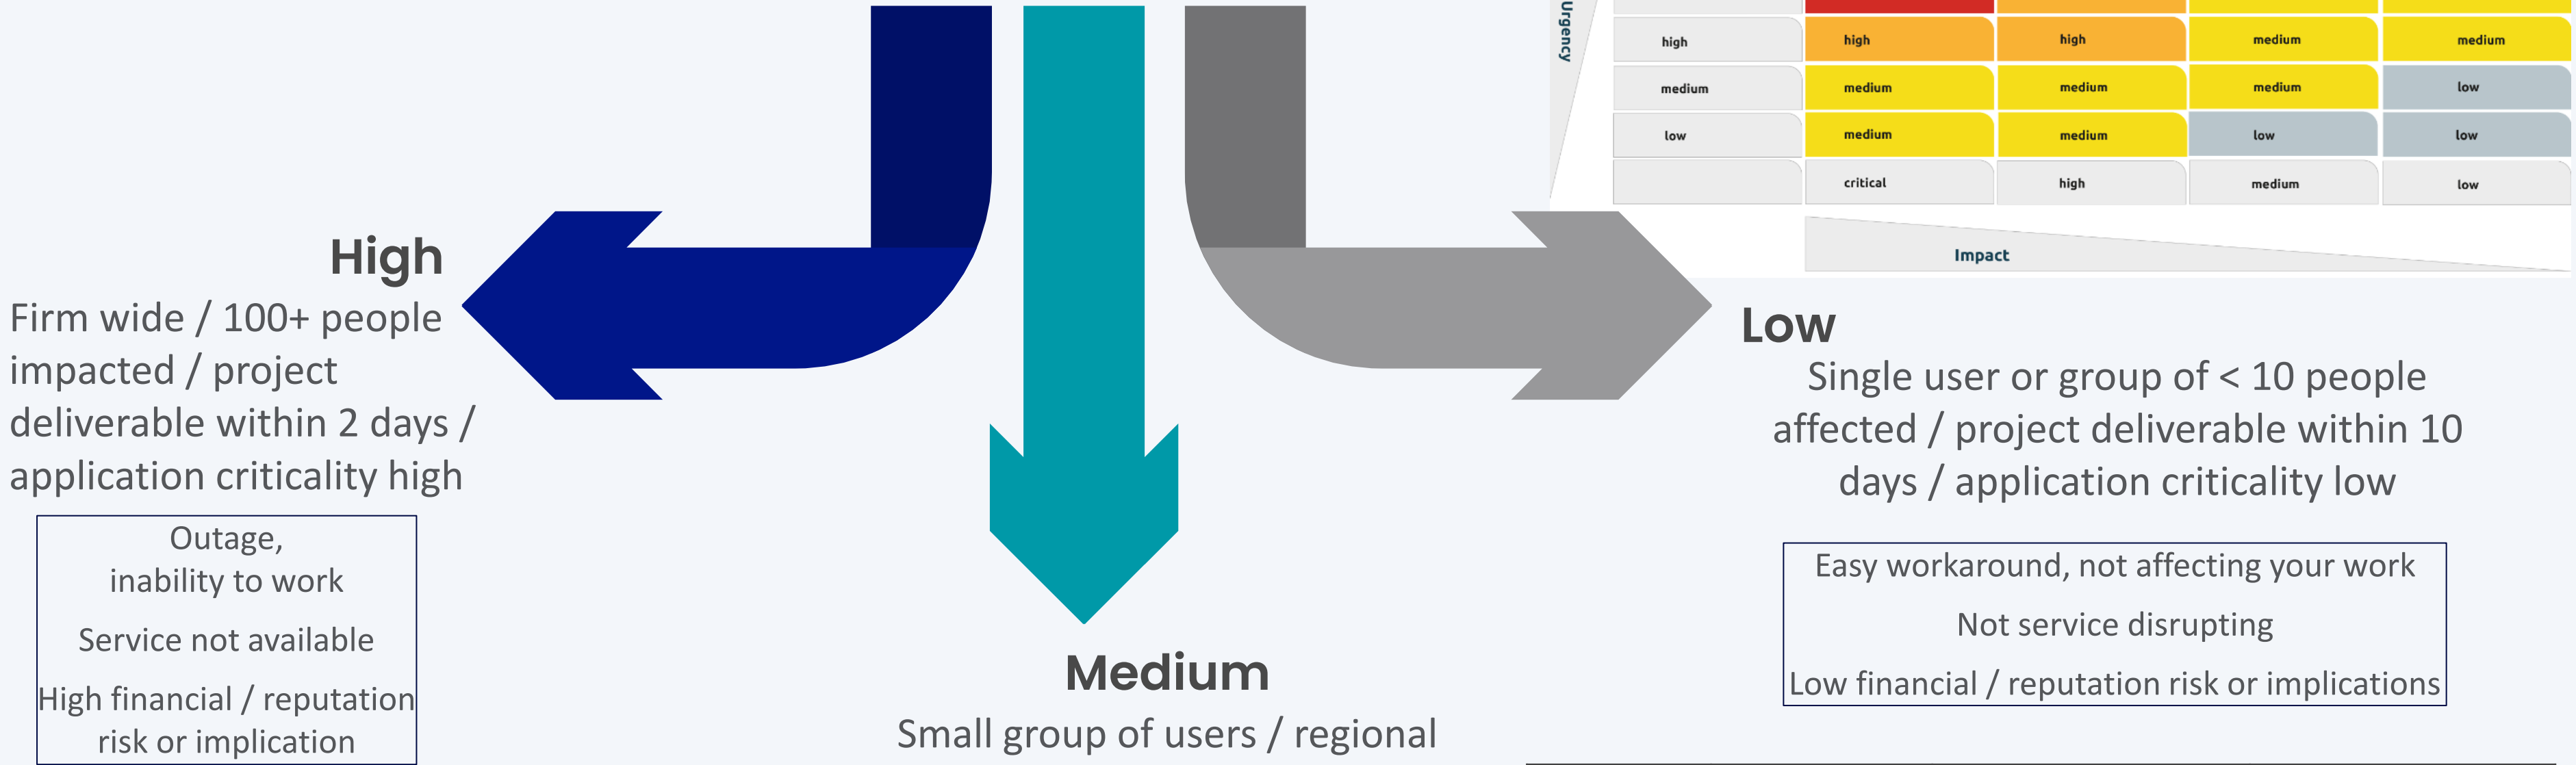 Urgency
high high high medium medium
medium medium medium medium low
low medium medium low low
critical high medium low
Impact
High
Firm wide / 100+ people
impacted / project
deliverable within 2 days /
application criticality high
Outage,
inability to work
Service not available
High financial / reputation
risk or implication
Medium
Small group of users / regional
Low
Single user or group of < 10 people
affected / project deliverable within 10
days / application criticality low
Easy workaround, not affecting your work
Not service disrupting
Low financial / reputation risk or implications